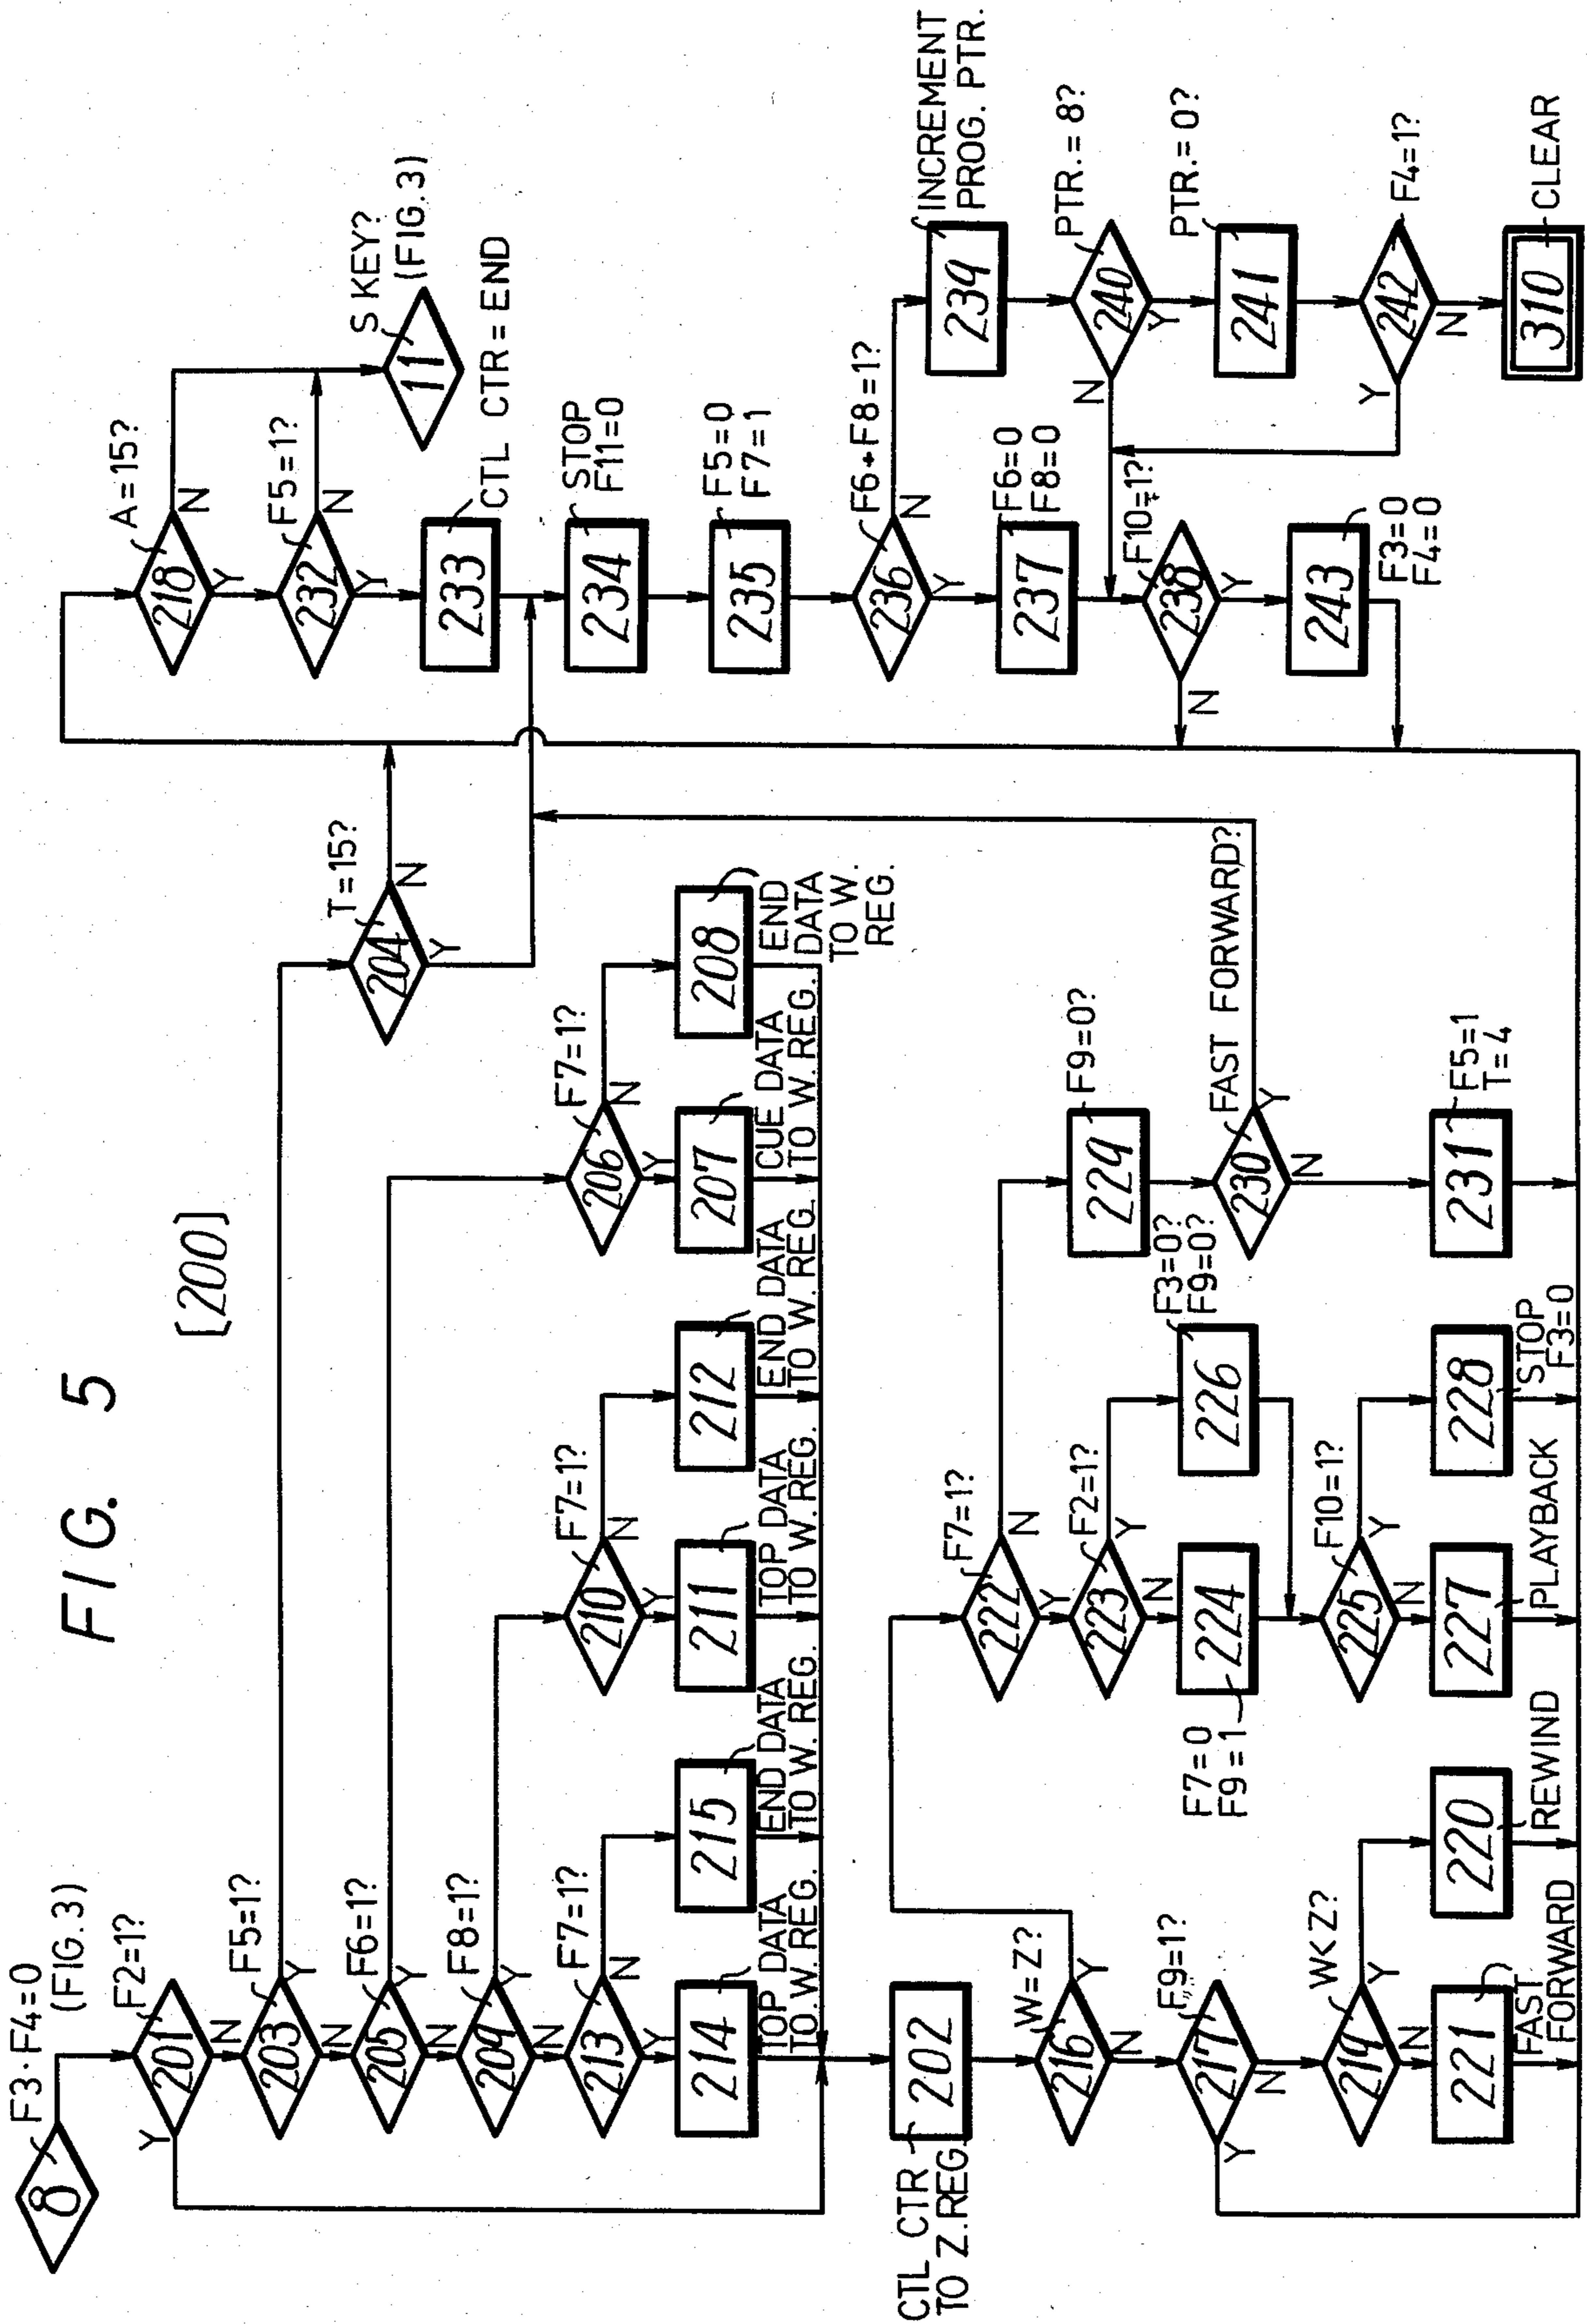 FIG. 5
[200]
8
F3·F4=0
(FIG.3)
201
F2=1?
Y
N
203
F5=1?
Y
N
205
F6=1?
Y
N
209
F8=1?
Y
N
213
F7=1?
N
Y
214
TOP DATA
TO.W.REG.
215
END DATA
TO W. REG.
210
F7=1?
N
Y
211
TOP DATA
TO W.REG.
212
END DATA
TO W.REG.
206
F7=1?
N
Y
207
CUE DATA
TO W.REG.
208
END
DATA
TO W.
REG.
204
T=15?
N
Y
202
CTL CTR
TO Z.REG.
216
W=Z?
Y
N
217
F9=1?
Y
N
219
W<Z?
Y
N
221
FAST
FORWARD
220
REWIND
222
F7=1?
N
Y
223
F2=1?
Y
N
224
F7=0
F9=1
226
F3=0?
F9=0?
225
F10=1?
Y
N
227
PLAYBACK
228
STOP
F3=0
229
F9=0?
230
FAST FORWARD?
Y
N
231
F5=1
T=4
218
A=15?
N
Y
232
F5=1?
N
Y
11
S KEY?
(FIG.3)
233
CTL CTR=END
234
STOP
F11=0
235
F5=0
F7=1
236
F6+F8=1?
N
Y
237
F6=0
F8=0
238
F10=1?
N
Y
243
F3=0
F4=0
239
INCREMENT
PROG. PTR.
240
PTR.=8?
N
Y
241
PTR.=0?
242
F4=1?
Y
N
310
CLEAR